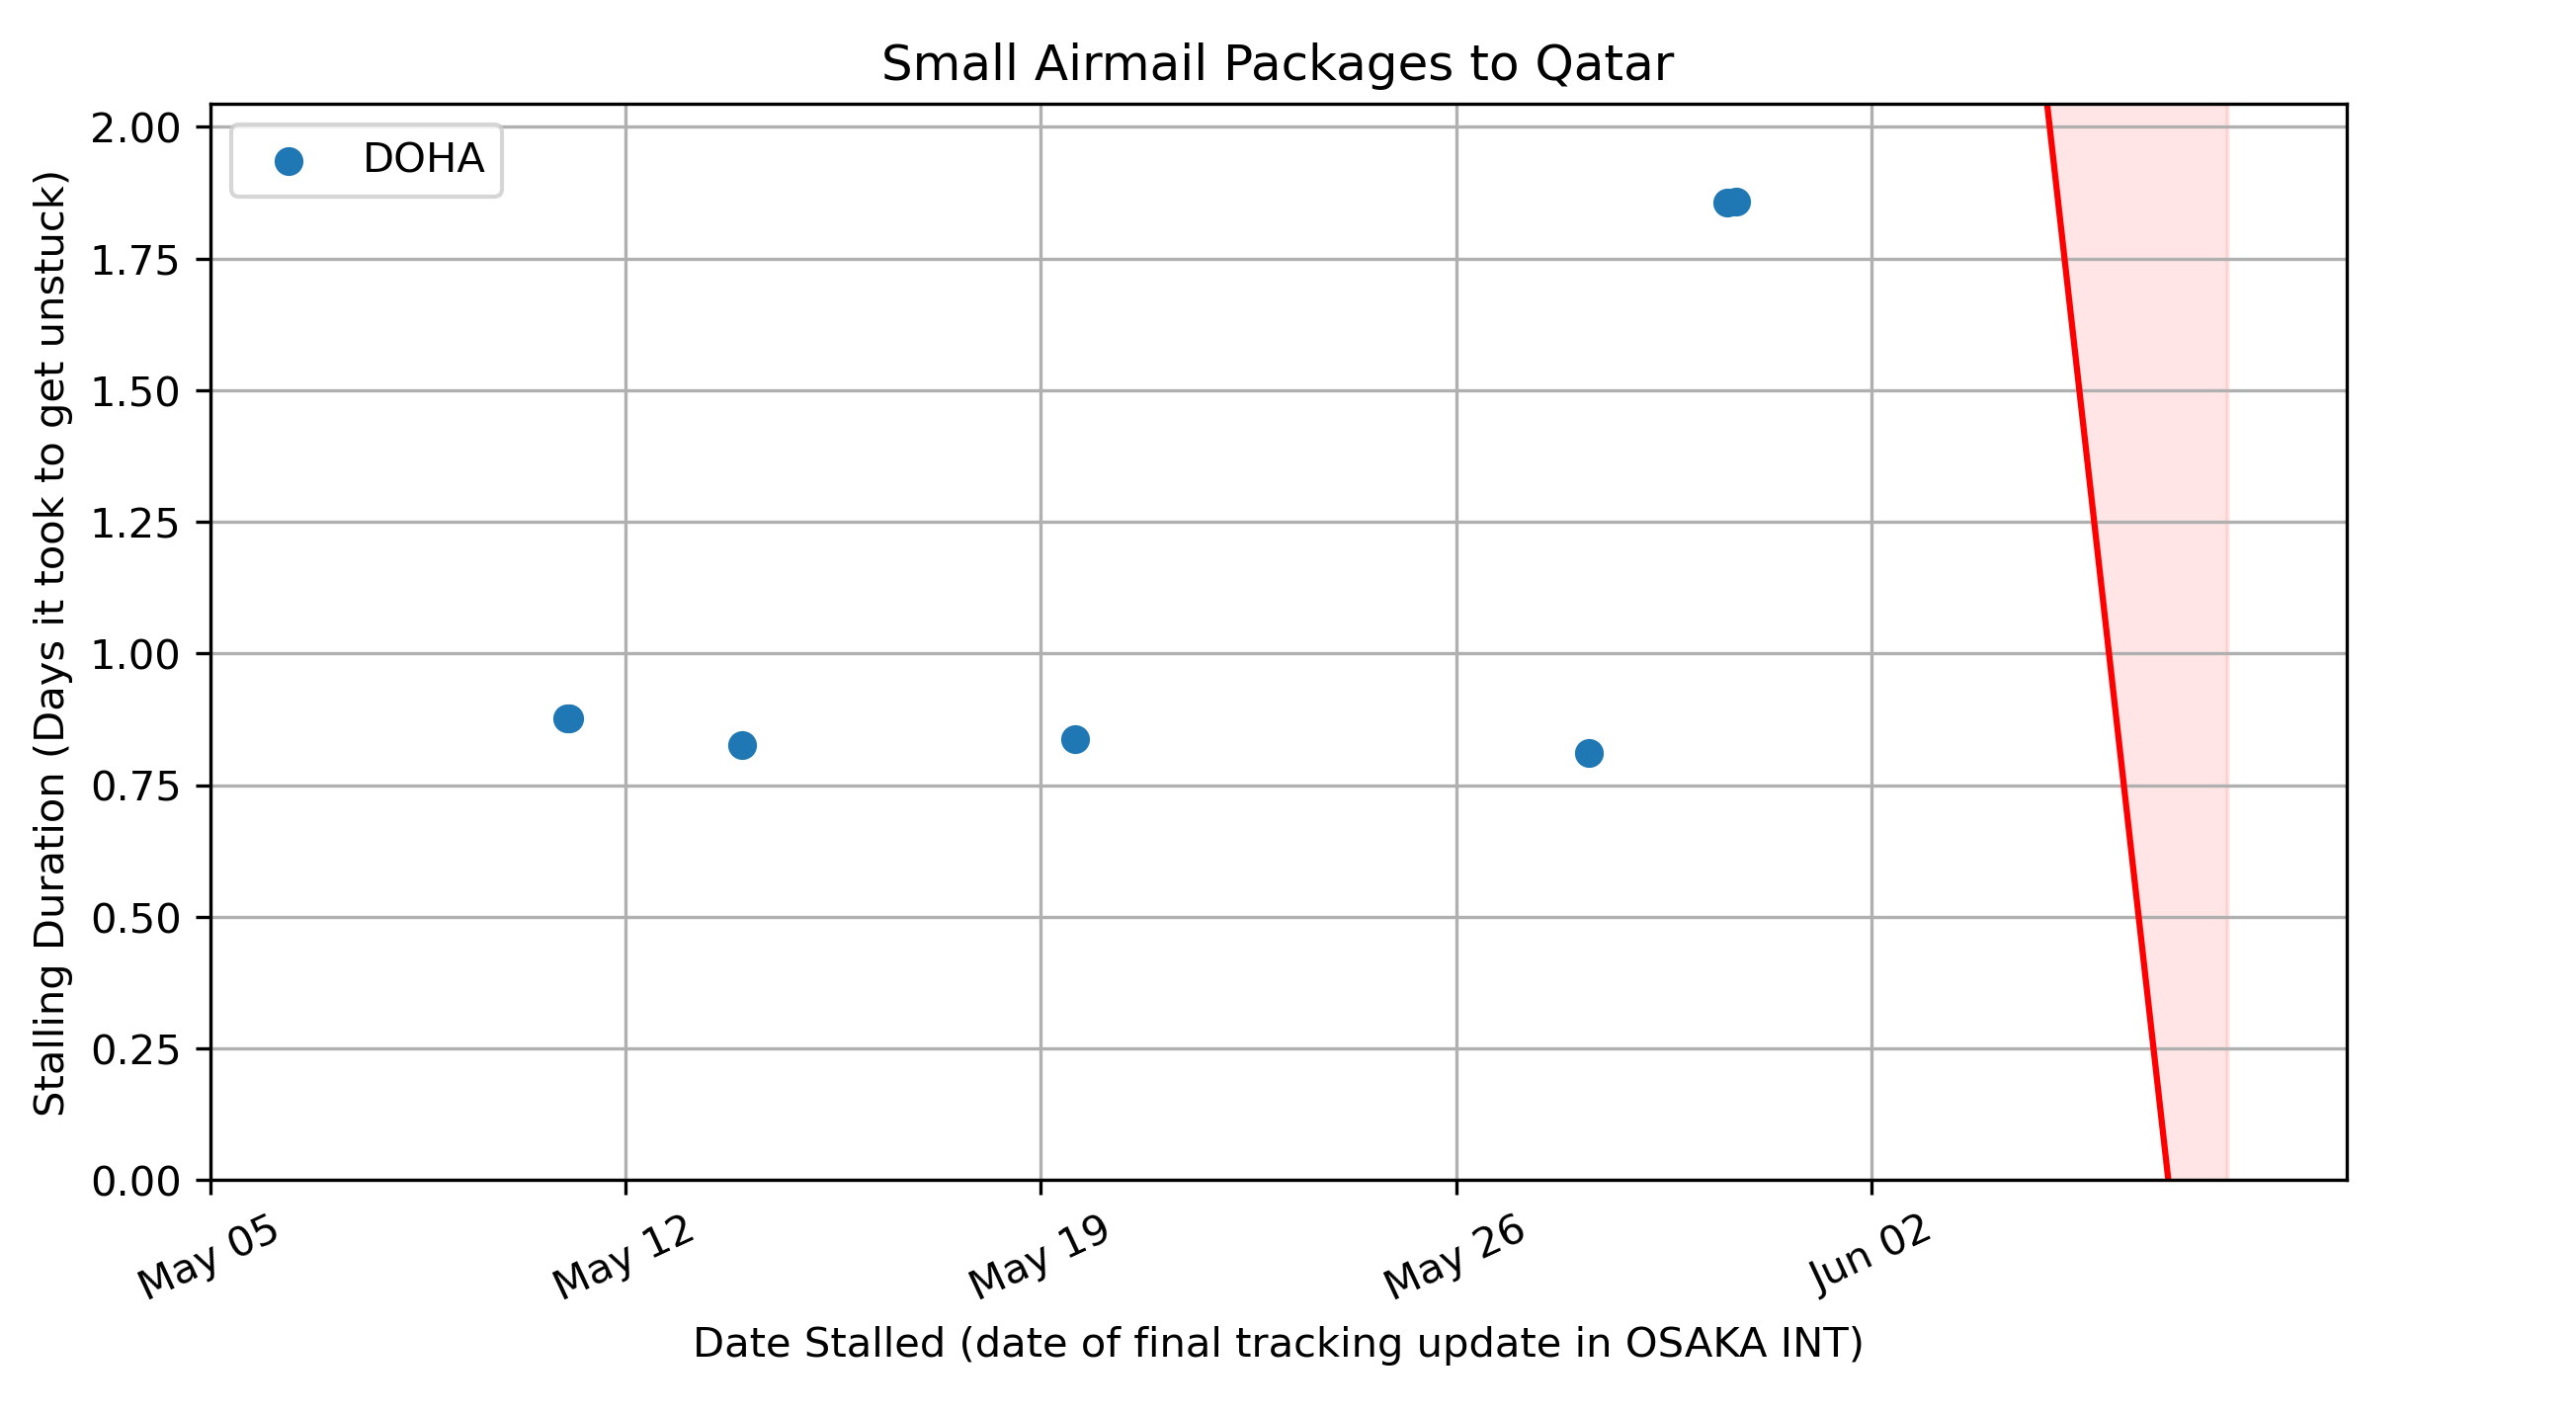 Small Airmail Packages to Qatar
DOHA
Stalling Duration (Days it took to get unstuck)
2.00
1.75
1.50
1.25
1.00
0.75
0.50
0.25
0.00
May 05
May 12
May 19
May 26
Jun 02
Date Stalled (date of final tracking update in OSAKA INT)